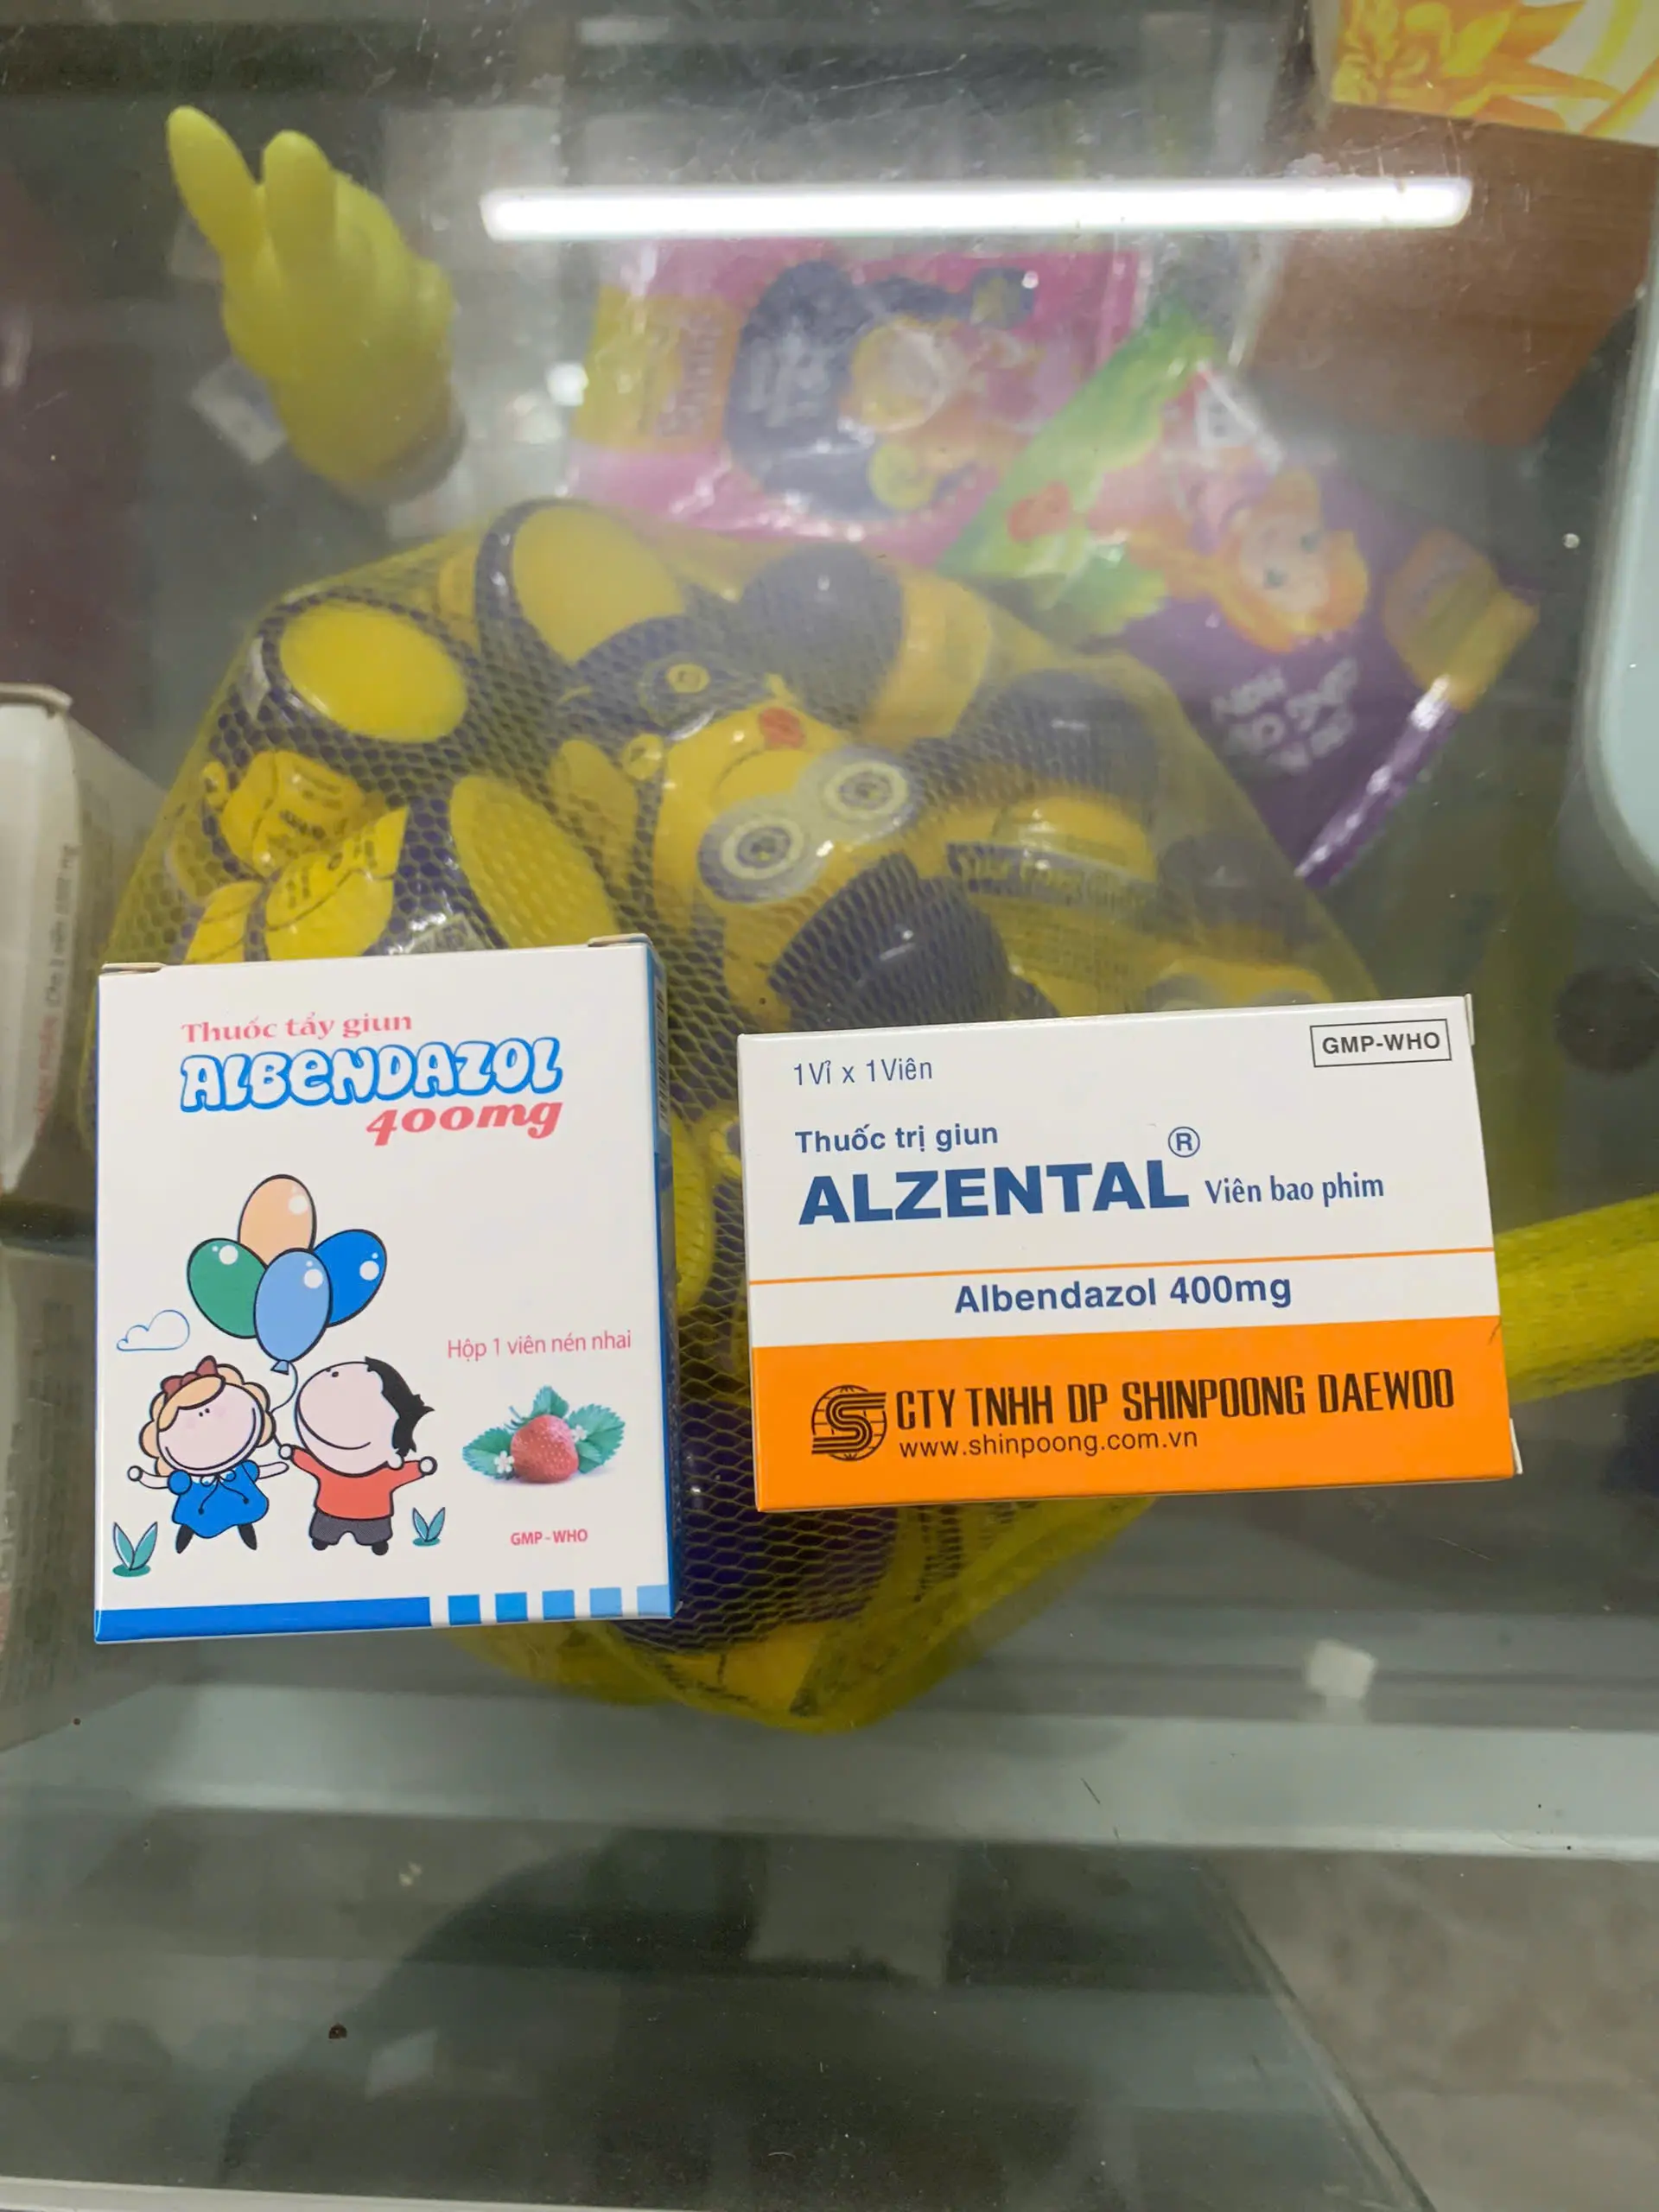 Thuốc tẩy giun
ALBENDAZOL
400mg
Hộp 1 viên nén nhai
GMP - WHO
1 Vỉ x 1 Viên
GMP-WHO
Thuốc trị giun
ALZENTAL® Viên bao phim
Albendazol 400mg
CTY TNHH DP SHINPOONG DAEWOO
www.shinpoong.com.vn